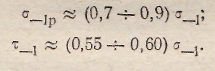 σ₋₁ₚ ≈ (0,7 ÷ 0,9) σ₋₁;
τ₋₁ ≈ (0,55 ÷ 0,60) σ₋₁.